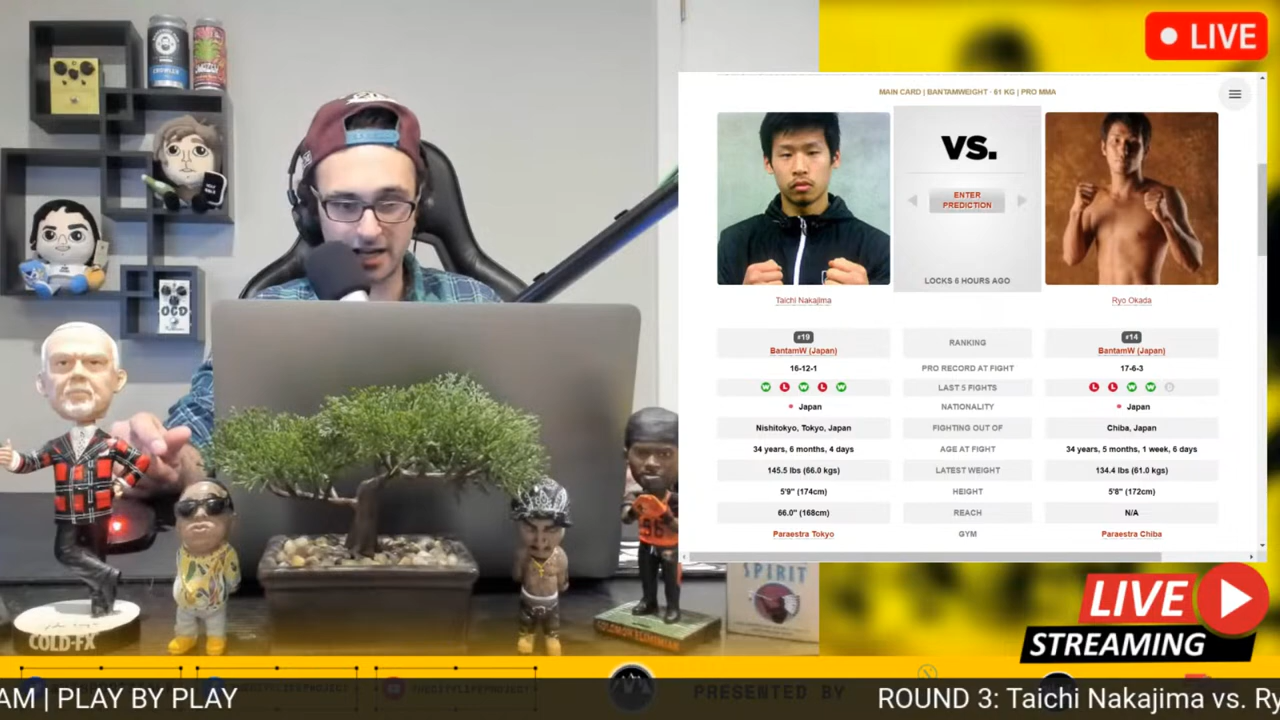 LIVE
MAIN CARD | BANTAMWEIGHT · 61 KG | PRO MMA
VS.
ENTER
PREDICTION
LOCKS 6 HOURS AGO
Taichi Nakajima
Ryo Okada
#19 RANKING #14
BantamW (Japan) BantamW (Japan)
16-12-1 PRO RECORD AT FIGHT 17-6-3
W L W L W LAST 5 FIGHTS L L W W
Japan NATIONALITY Japan
Nishitokyo, Tokyo, Japan FIGHTING OUT OF Chiba, Japan
34 years, 6 months, 4 days AGE AT FIGHT 34 years, 5 months, 1 week, 6 days
145.5 lbs (66.0 kgs) LATEST WEIGHT 134.4 lbs (61.0 kgs)
5'9" (174cm) HEIGHT 5'8" (172cm)
66.0" (168cm) REACH N/A
Paraestra Tokyo GYM Paraestra Chiba
CROWLER
OCD
COLD-FX
SOLOMON ELIMIMIAN
SPIRIT
LIVE
STREAMING
PRESENTED BY
AM | PLAY BY PLAY
ROUND 3: Taichi Nakajima vs. Ry